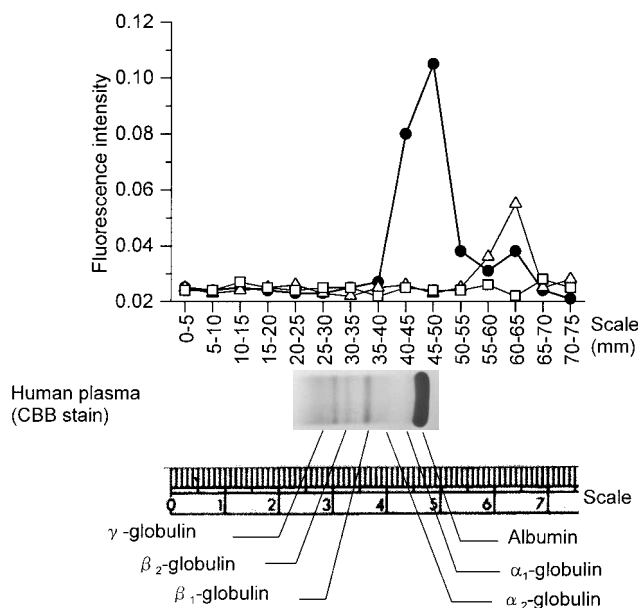 Fluorescence intensity
0.12
0.10
0.08
0.06
0.04
0.02
0-5
5-10
10-15
15-20
20-25
25-30
30-35
35-40
40-45
45-50
50-55
55-60
60-65
65-70
70-75
Scale
(mm)
Human plasma
(CBB stain)
0 1 2 3 4 5 6 7
Scale
γ-globulin
Albumin
β2-globulin
α1-globulin
β1-globulin
α2-globulin